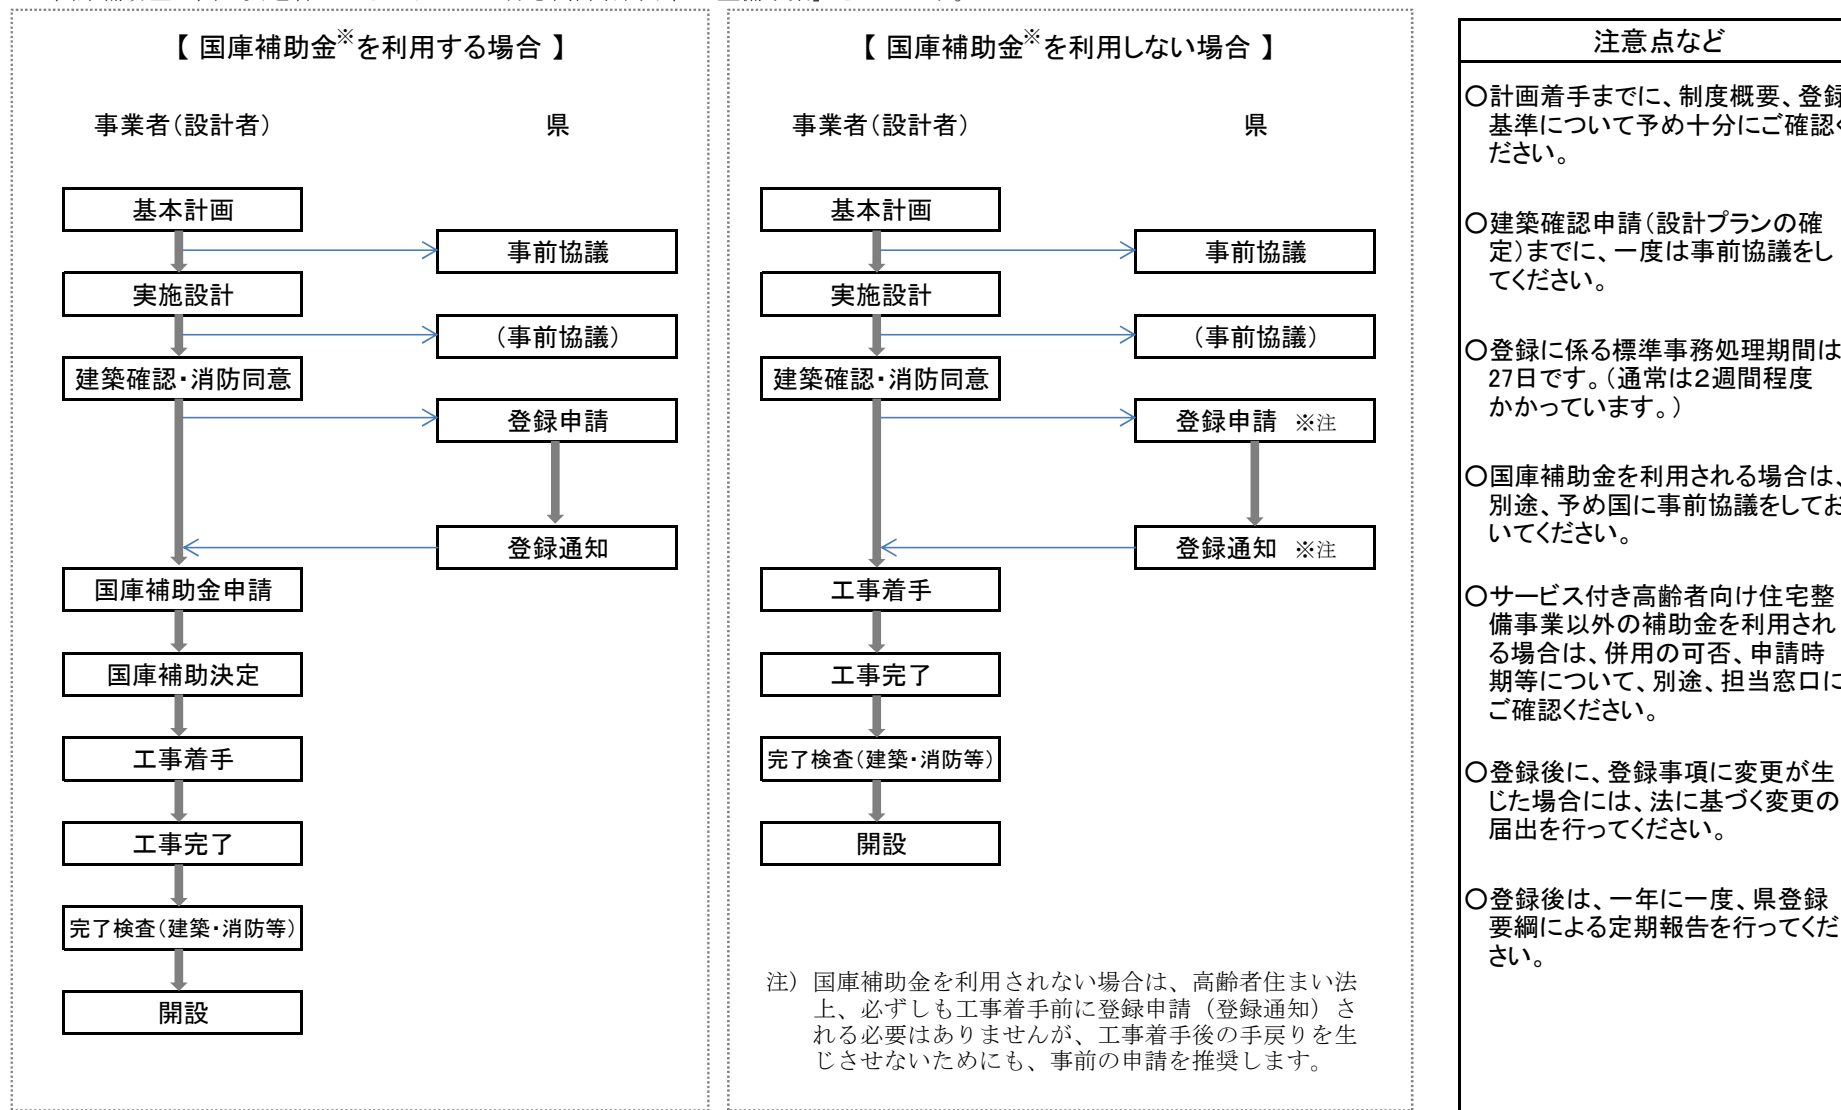 【 国庫補助金※を利用する場合 】
事業者（設計者）
県
基本計画
事前協議
実施設計
（事前協議）
建築確認・消防同意
登録申請
登録通知
国庫補助金申請
国庫補助決定
工事着手
工事完了
完了検査（建築・消防等）
開設
【 国庫補助金※を利用しない場合 】
事業者（設計者）
県
基本計画
事前協議
実施設計
（事前協議）
建築確認・消防同意
登録申請 ※注
登録通知 ※注
工事着手
工事完了
完了検査（建築・消防等）
開設
注）国庫補助金を利用されない場合は、高齢者住まい法
上、必ずしも工事着手前に登録申請（登録通知）さ
れる必要はありませんが、工事着手後の手戻りを生
じさせないためにも、事前の申請を推奨します。
注意点など
○計画着手までに、制度概要、登録
基準について予め十分にご確認く
ださい。
○建築確認申請（設計プランの確
定）までに、一度は事前協議をし
てください。
○登録に係る標準事務処理期間は
27日です。（通常は２週間程度
かかっています。）
○国庫補助金を利用される場合は、
別途、予め国に事前協議をしてお
いてください。
○サービス付き高齢者向け住宅整
備事業以外の補助金を利用され
る場合は、併用の可否、申請時
期等について、別途、担当窓口に
ご確認ください。
○登録後に、登録事項に変更が生
じた場合には、法に基づく変更の
届出を行ってください。
○登録後は、一年に一度、県登録
要綱による定期報告を行ってくだ
さい。